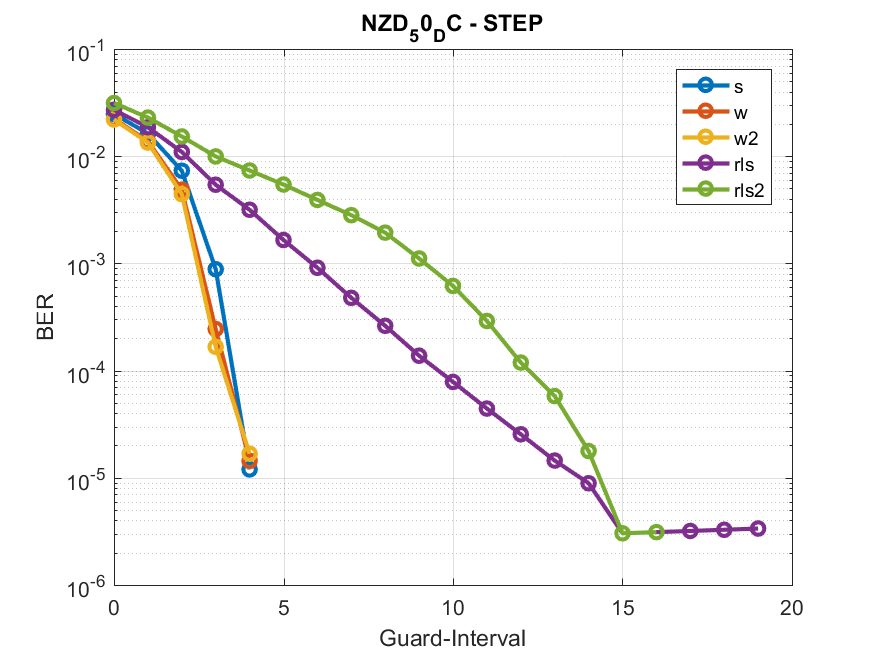 NZD₅0_DC - STEP
10⁻¹
10⁻²
10⁻³
10⁻⁴
10⁻⁵
10⁻⁶
BER
0 5 10 15 20
Guard-Interval
s
w
w2
rls
rls2